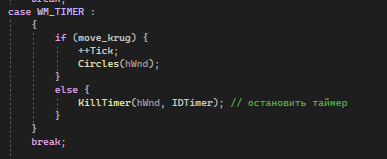 break;
case WM_TIMER :
{
if (move_krug) {
++Tick;
Circles(hWnd);
}
else {
KillTimer(hWnd, IDTimer); // остановить таймер
}
}
break;